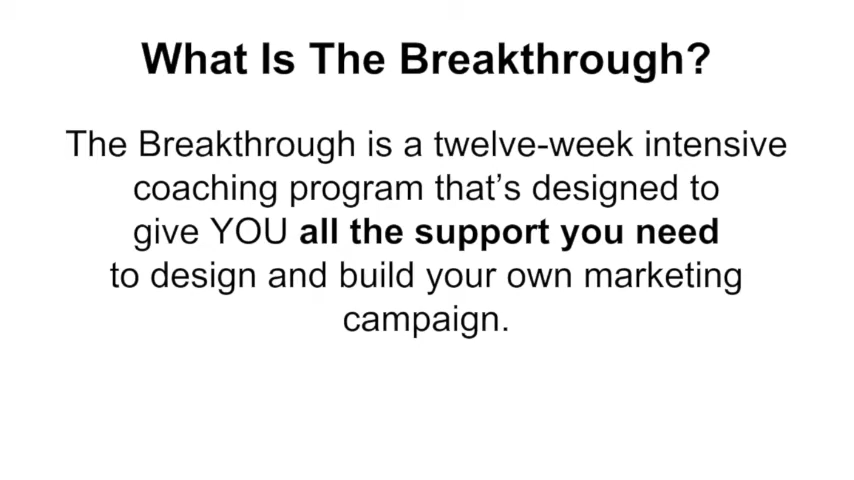 What Is The Breakthrough?
The Breakthrough is a twelve-week intensive
coaching program that’s designed to
give YOU all the support you need
to design and build your own marketing
campaign.